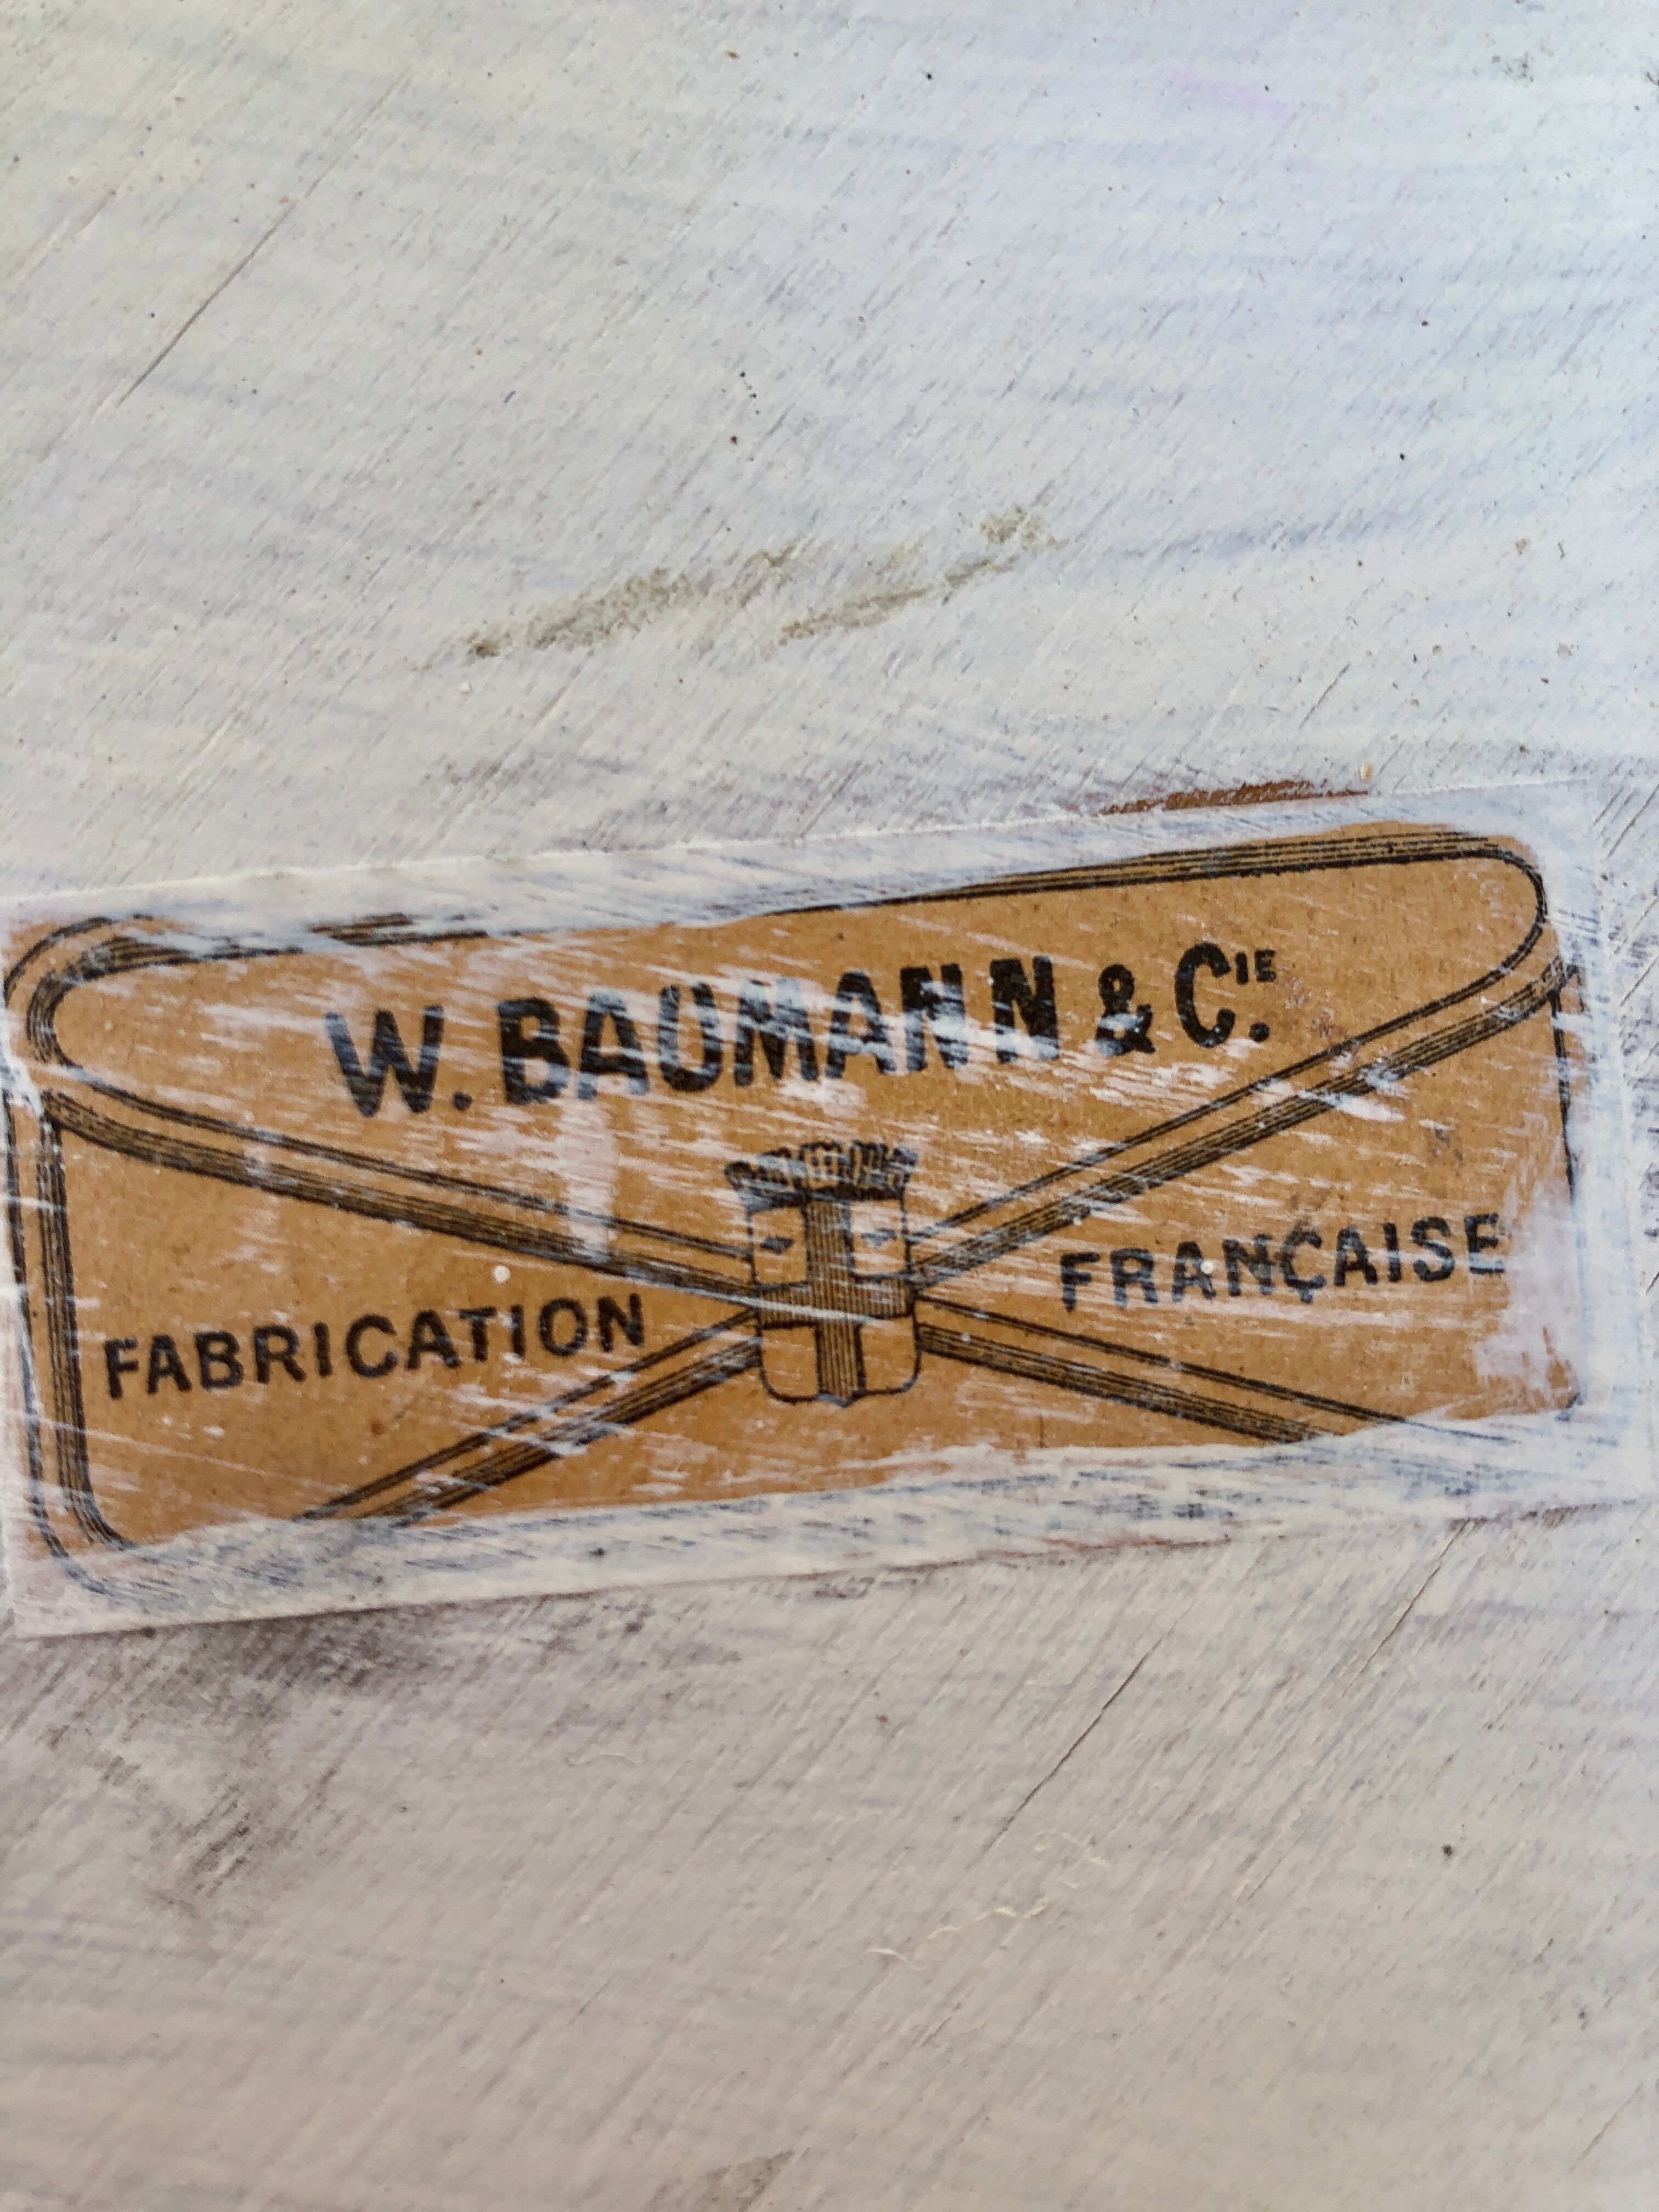 W. BAUMANN & CIE.
FABRICATION FRANÇAISE